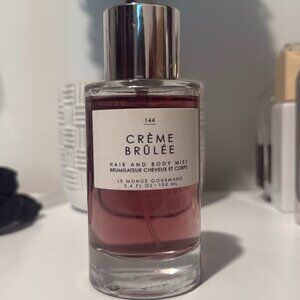 144
CRÈME
BRÛLÉE
HAIR AND BODY MIST
BRUMISATEUR CHEVEUX ET CORPS
LE MONDE GOURMAND
3.4 FL OZ • 100 ML